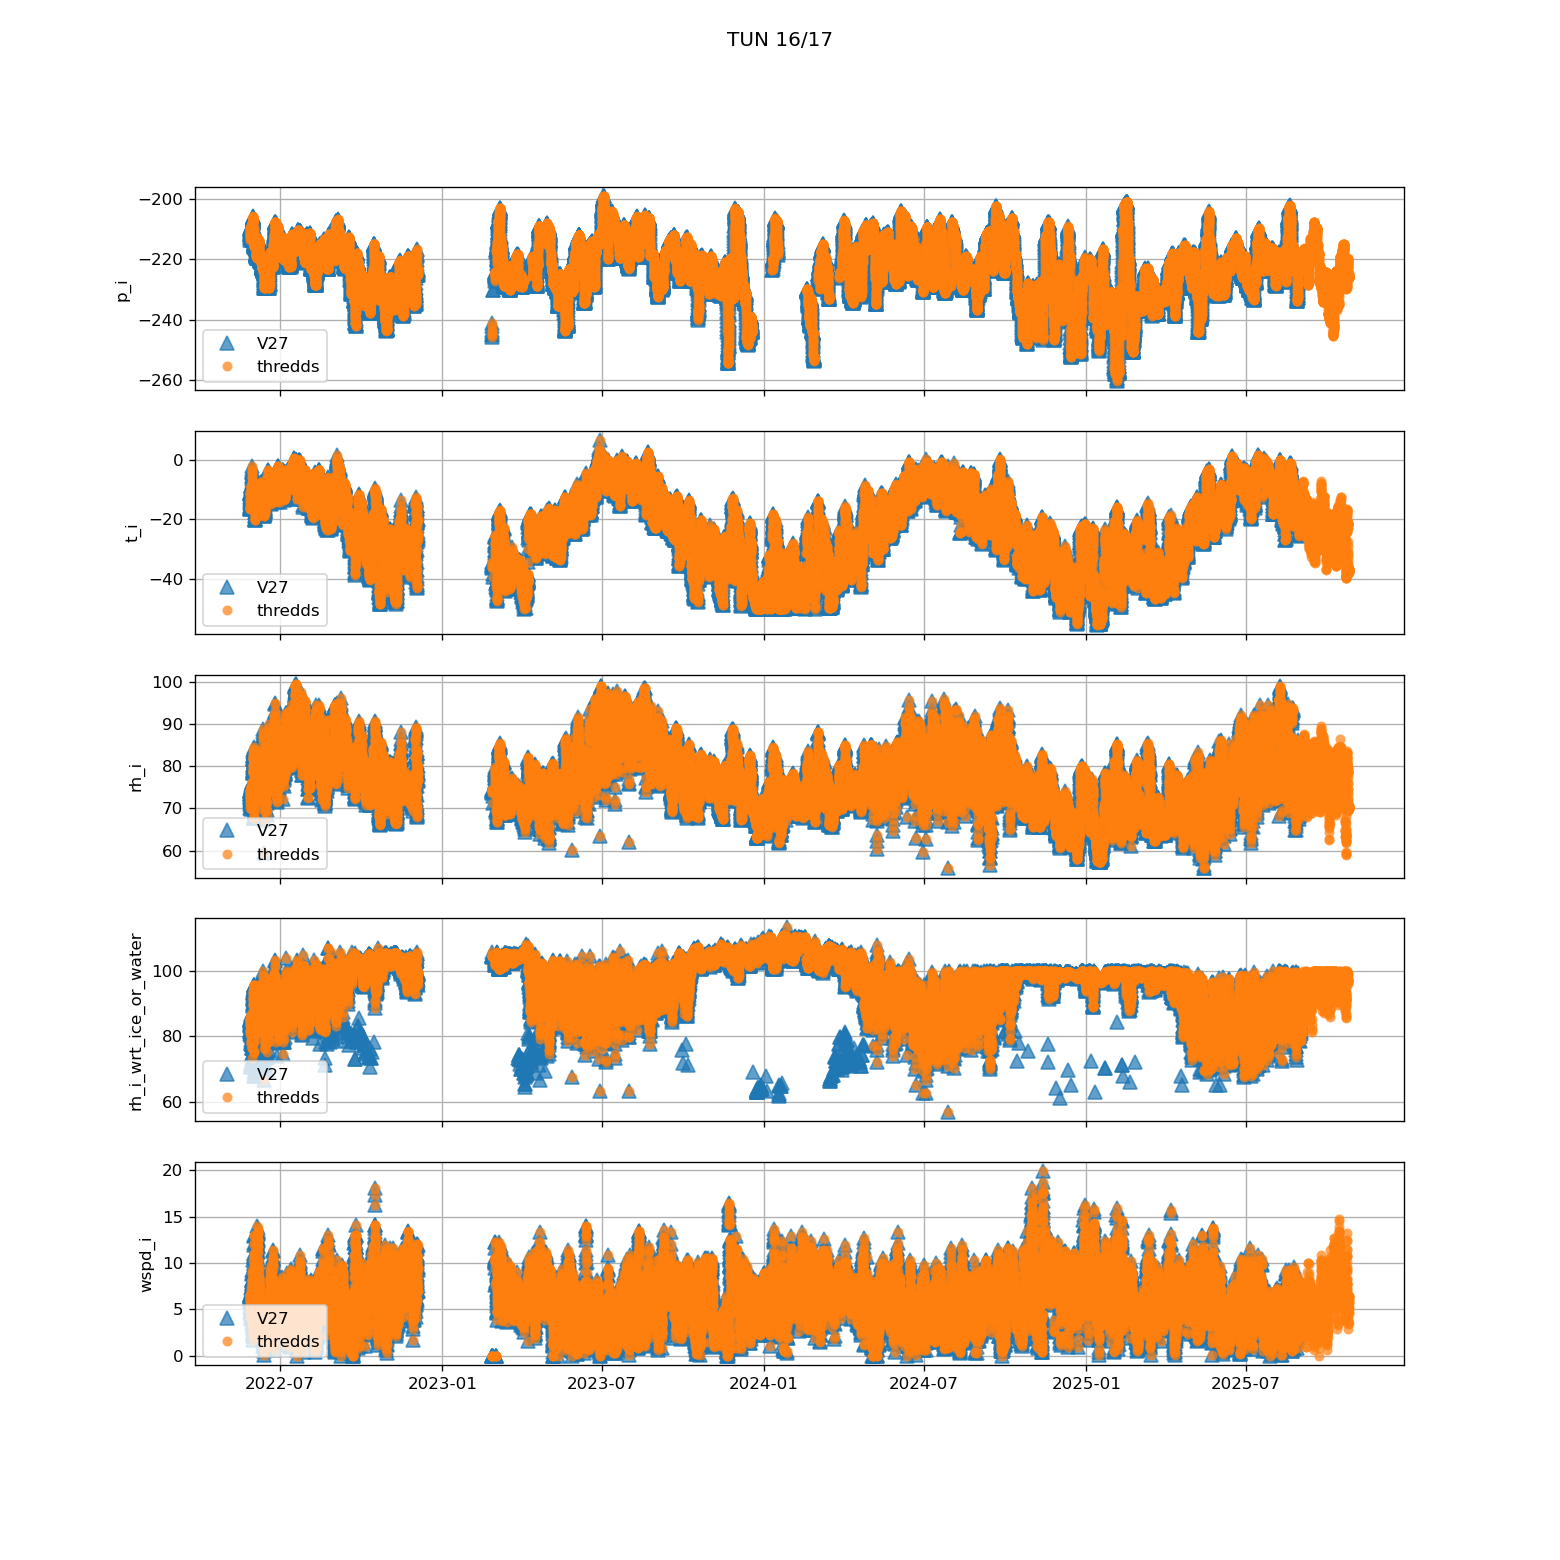 TUN 16/17
−200
−220
−240
−260
p_i
V27
thredds
0
−20
−40
t_i
V27
thredds
100
90
80
70
60
rh_i
V27
thredds
100
80
60
rh_i_wrt_ice_or_water
V27
thredds
20
15
10
5
0
wspd_i
V27
thredds
2022-07 2023-01 2023-07 2024-01 2024-07 2025-01 2025-07